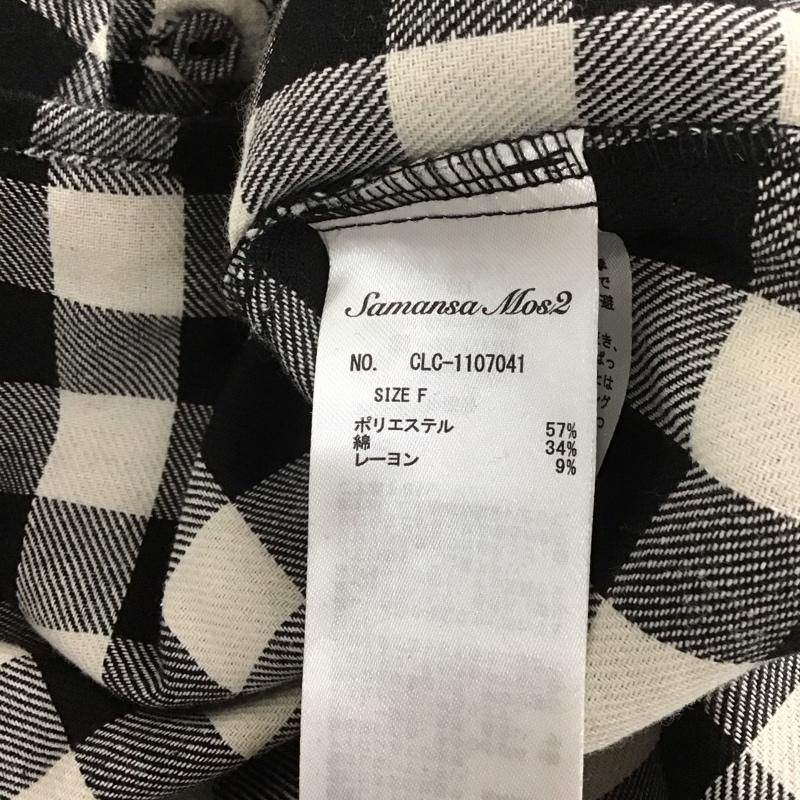 Samansa Mos2
NO. CLC-1107041
SIZE F
ポリエステル 57%
綿 34%
レーヨン 9%